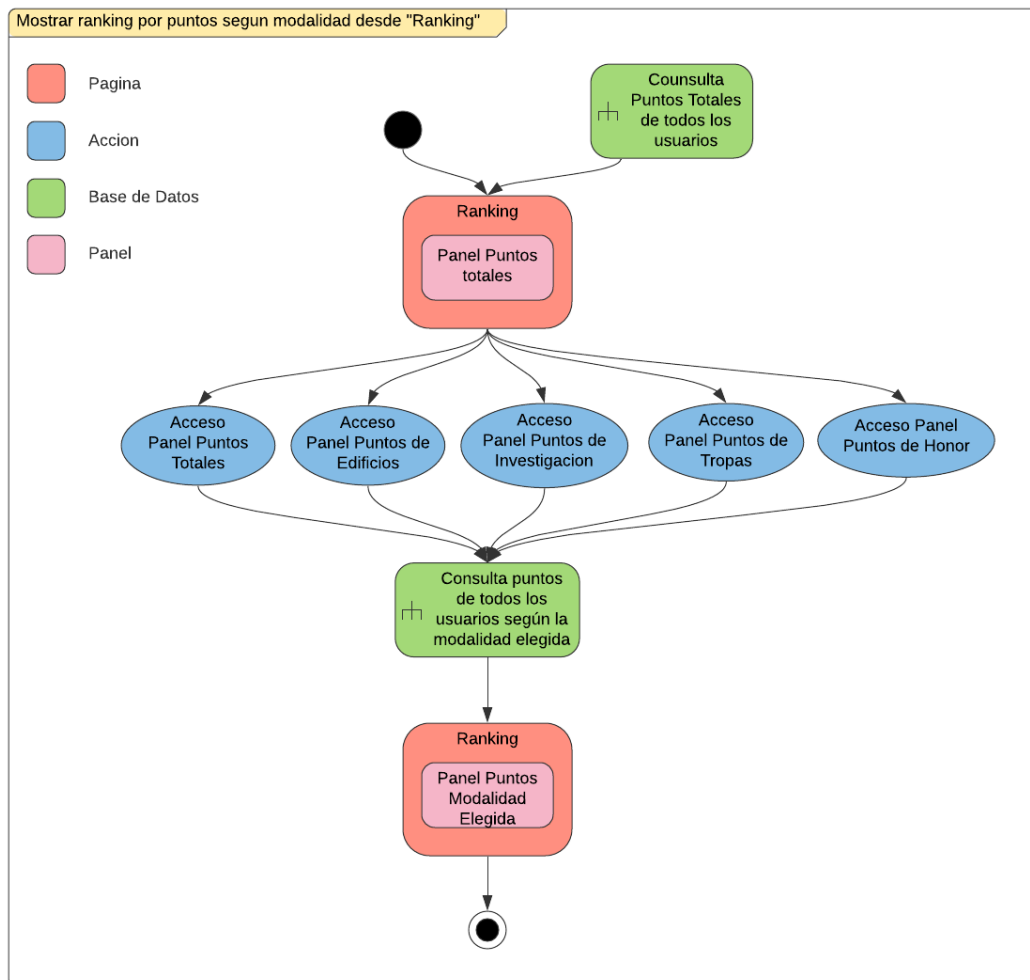 Mostrar ranking por puntos segun modalidad desde "Ranking"
Pagina
Accion
Base de Datos
Panel
Counsulta
Puntos Totales
de todos los
usuarios
Ranking
Panel Puntos
totales
Acceso
Panel Puntos
Totales
Acceso
Panel Puntos de
Edificios
Acceso
Panel Puntos de
Investigacion
Acceso
Panel Puntos de
Tropas
Acceso Panel
Puntos de Honor
Consulta puntos
de todos los
usuarios según la
modalidad elegida
Ranking
Panel Puntos
Modalidad
Elegida